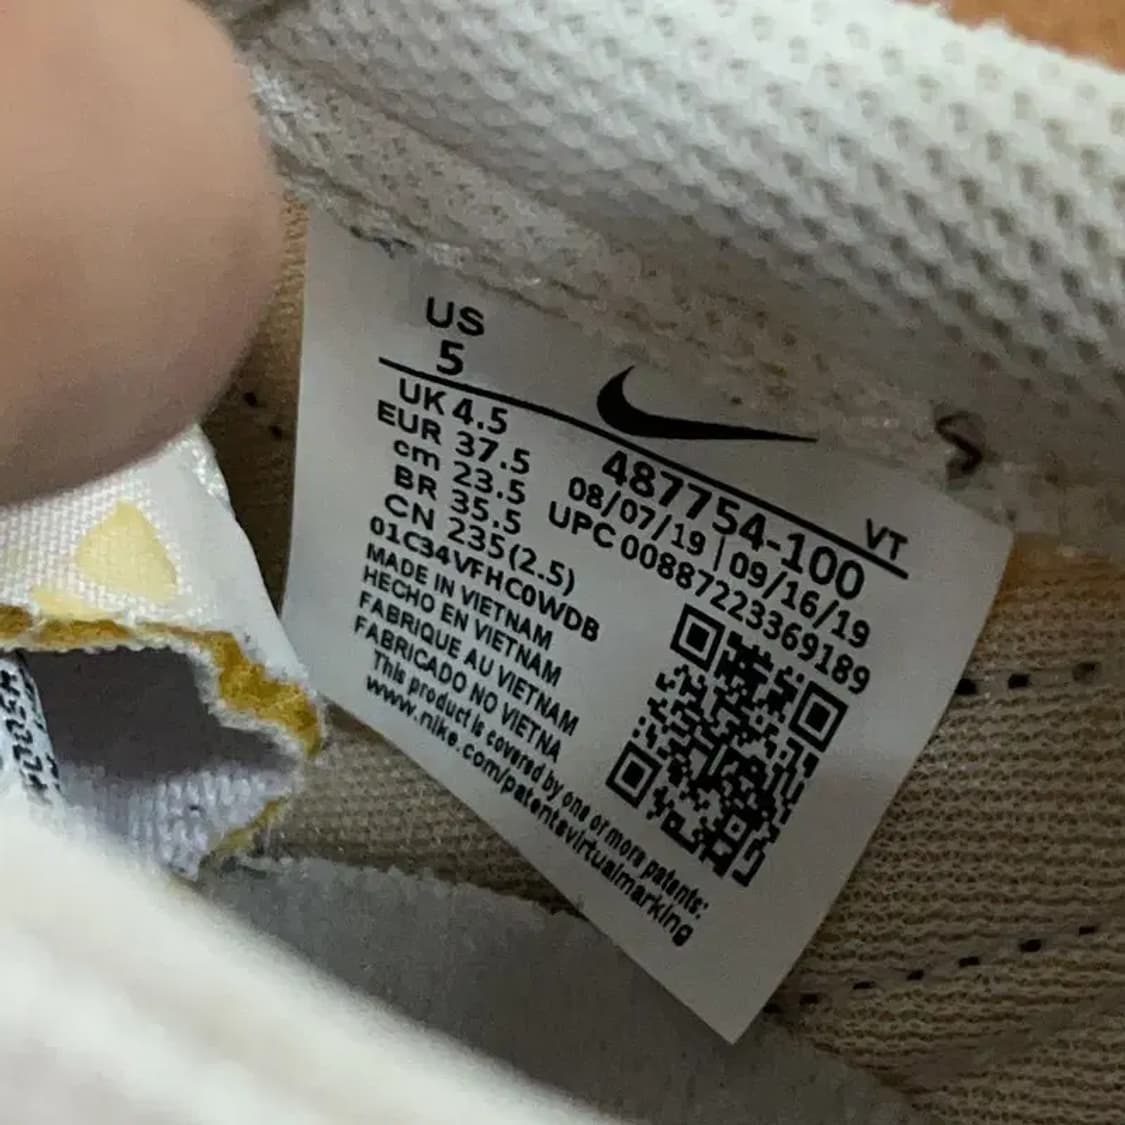 US
5
UK 4.5
EUR 37.5
cm 23.5
BR 35.5
CN 235(2.5)
01C34VFHC0WDB
MADE IN VIETNAM
HECHO EN VIETNAM
FABRIQUE AU VIETNAM
FABRICADO NO VIETNA
This product is covered by one or more patents:
www.nike.com/patentsvirtualmarking
VT
487754-100
08/07/19 | 09/16/19
UPC 00887223369189